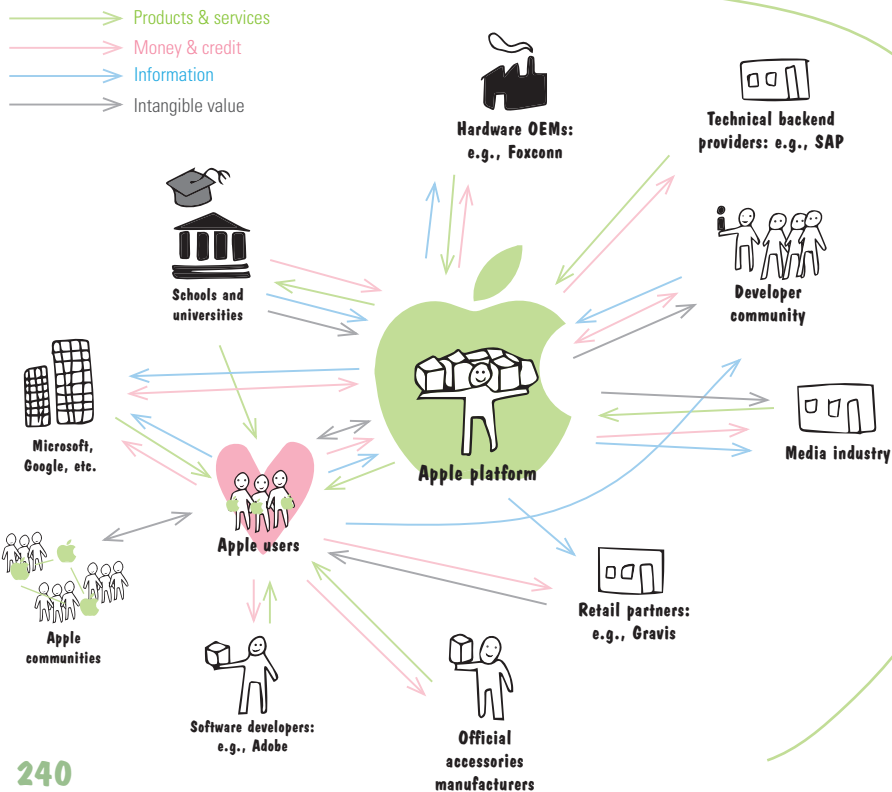 Products & services
Money & credit
Information
Intangible value
Hardware OEMs:
e.g., Foxconn
Technical backend
providers: e.g., SAP
Schools and
universities
Developer
community
Microsoft,
Google, etc.
Apple platform
Media industry
Apple users
Retail partners:
e.g., Gravis
Apple
communities
Software developers:
e.g., Adobe
Official
accessories
manufacturers
240